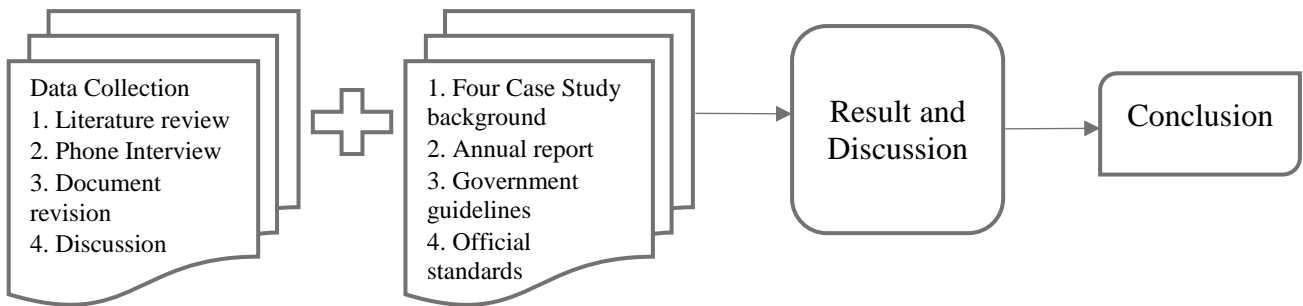 Data Collection
1. Literature review
2. Phone Interview
3. Document
revision
4. Discussion
1. Four Case Study
background
2. Annual report
3. Government
guidelines
4. Official
standards
Result and
Discussion
Conclusion